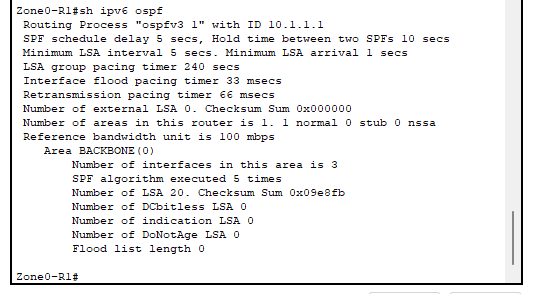 Zone0-R1#sh ipv6 ospf
Routing Process "ospfv3 1" with ID 10.1.1.1
SPF schedule delay 5 secs, Hold time between two SPFs 10 secs
Minimum LSA interval 5 secs. Minimum LSA arrival 1 secs
LSA group pacing timer 240 secs
Interface flood pacing timer 33 msecs
Retransmission pacing timer 66 msecs
Number of external LSA 0. Checksum Sum 0x000000
Number of areas in this router is 1. 1 normal 0 stub 0 nssa
Reference bandwidth unit is 100 mbps
Area BACKBONE(0)
Number of interfaces in this area is 3
SPF algorithm executed 5 times
Number of LSA 20. Checksum Sum 0x09e8fb
Number of DCbitless LSA 0
Number of indication LSA 0
Number of DoNotAge LSA 0
Flood list length 0
Zone0-R1#